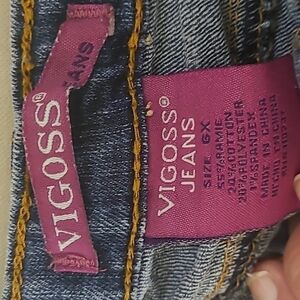 VIGOSS®
JEANS
VIGOSS®
JEANS
SIZE: 6X
55% RAMIE
24% COTTON
20% POLYESTER
1% SPANDEX
MADE IN CHINA